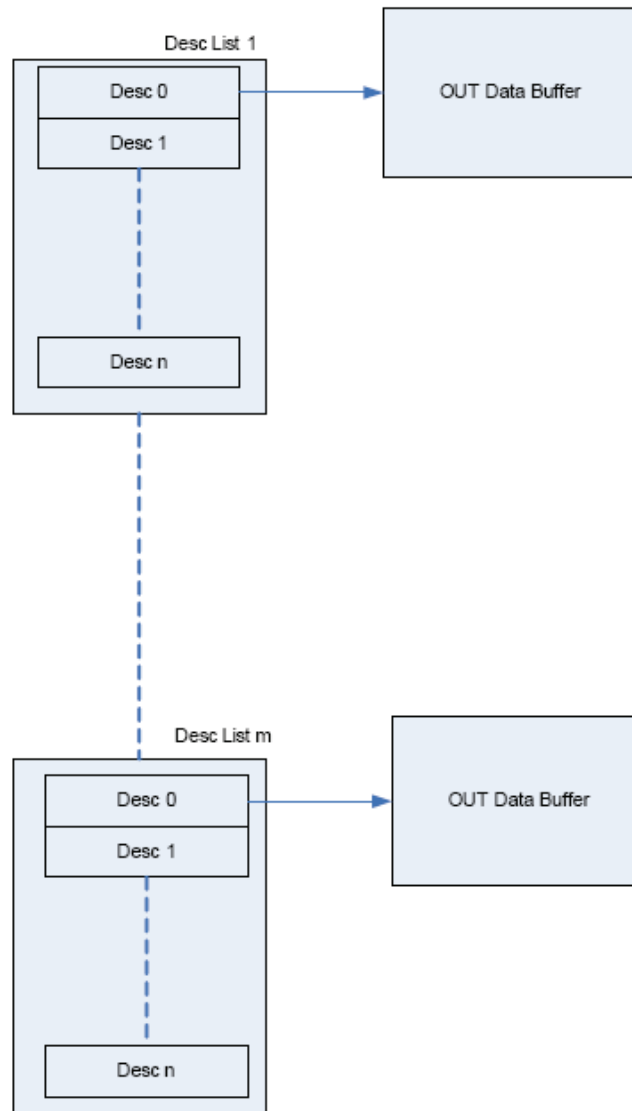 Desc List 1
Desc 0
OUT Data Buffer
Desc 1
Desc n
Desc List m
Desc 0
OUT Data Buffer
Desc 1
Desc n